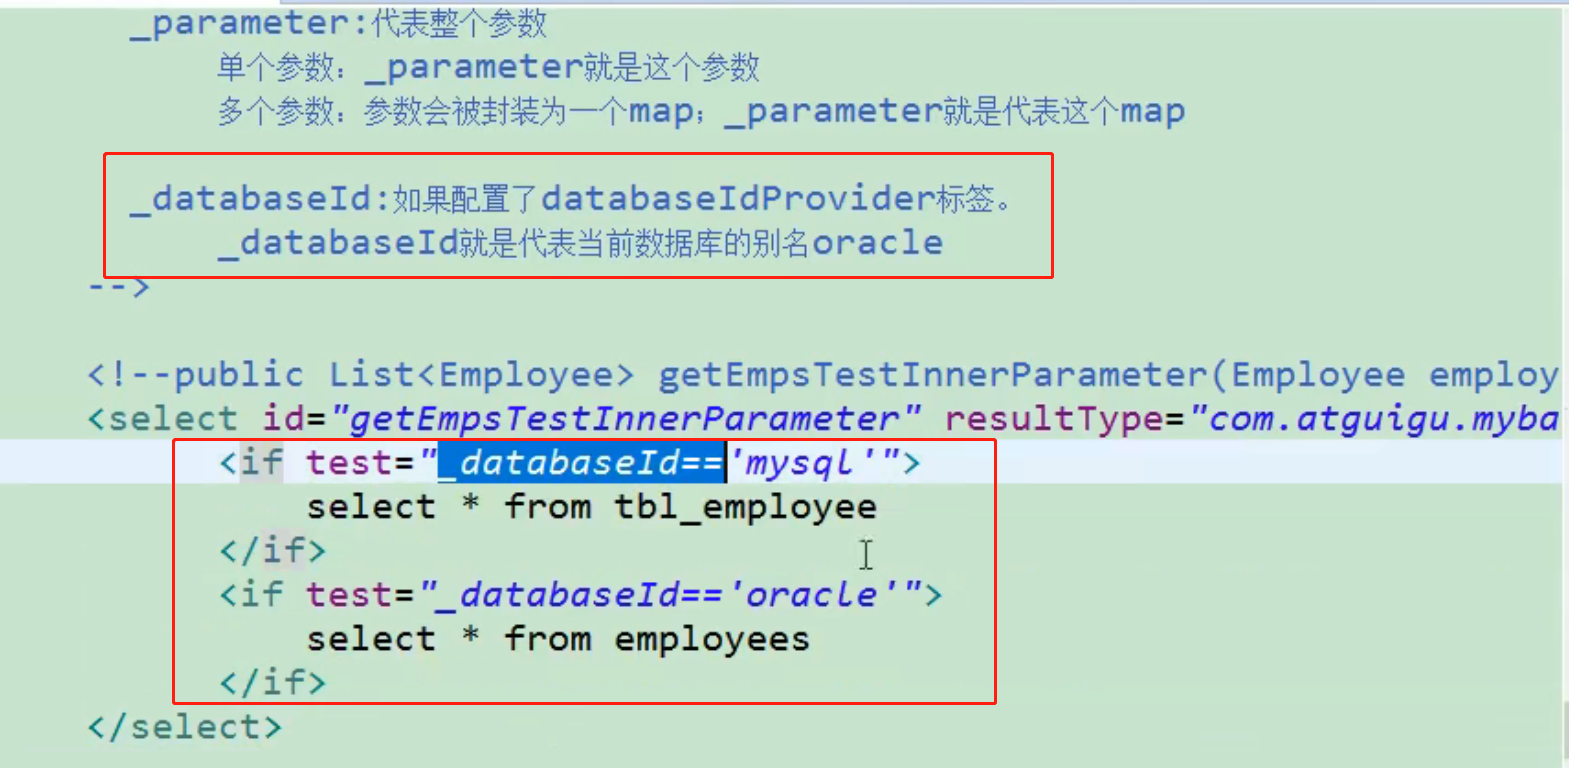 _parameter:代表整个参数
单个参数：_parameter就是这个参数
多个参数：参数会被封装为一个map；_parameter就是代表这个map
_databaseId:如果配置了databaseIdProvider标签。
_databaseId就是代表当前数据库的别名oracle
-->
<!--public List<Employee> getEmpsTestInnerParameter(Employee employ
<select id="getEmpsTestInnerParameter" resultType="com.atguigu.myba
<if test="_databaseId=='mysql'">
select * from tbl_employee
</if>
<if test="_databaseId=='oracle'">
select * from employees
</if>
</select>